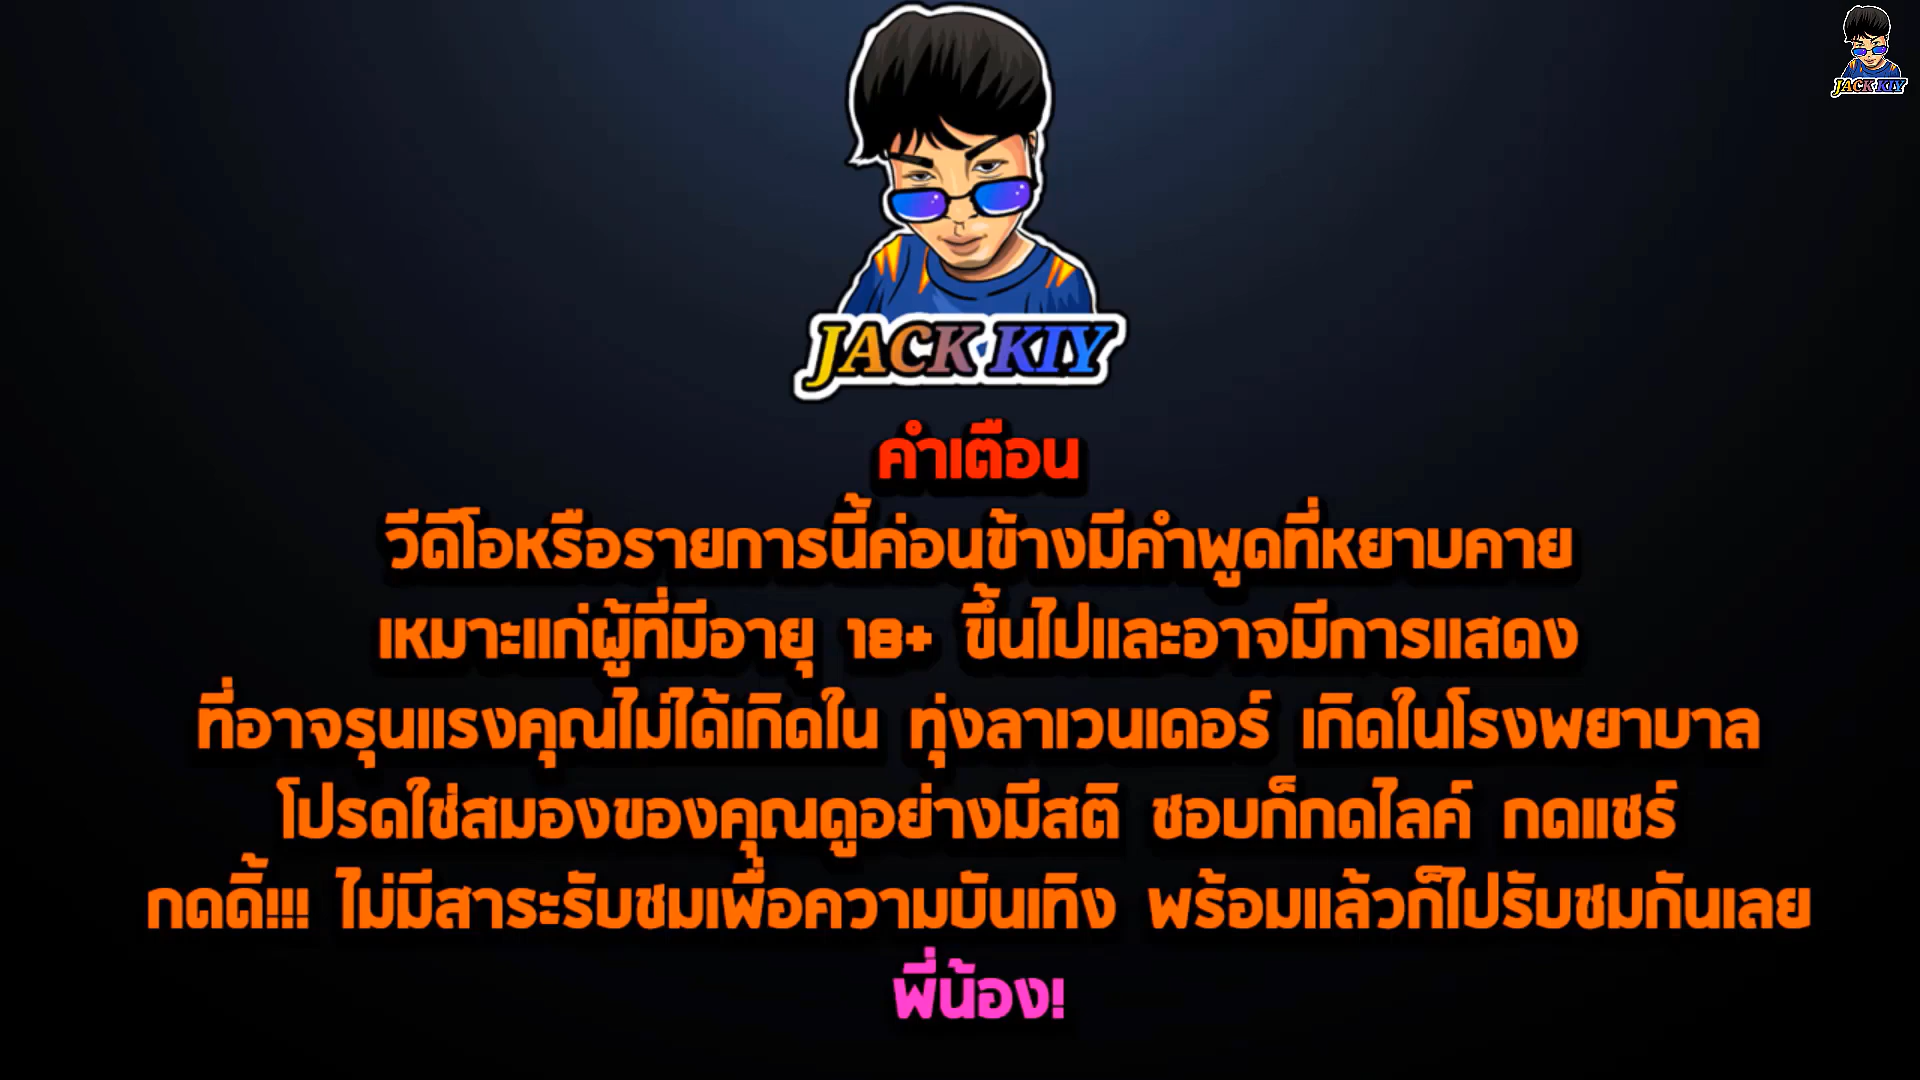 JACK KIY
JACK KIY
คำเตือน
วีดีโอหรือรายการนี้ค่อนข้างมีคำพูดที่หยาบคาย
เหมาะแก่ผู้ที่มีอายุ 18+ ขึ้นไปและอาจมีการแสดง
ที่อาจรุนแรงคุณไม่ได้เกิดใน ทุ่งลาเวนเดอร์ เกิดในโรงพยาบาล
โปรดใช่สมองของคุณดูอย่างมีสติ ชอบก็กดไลค์ กดแชร์
กดดิ้!!! ไม่มีสาระรับชมเพื่อความบันเทิง พร้อมแล้วก็ไปรับชมกันเลย
พี่น้อง!